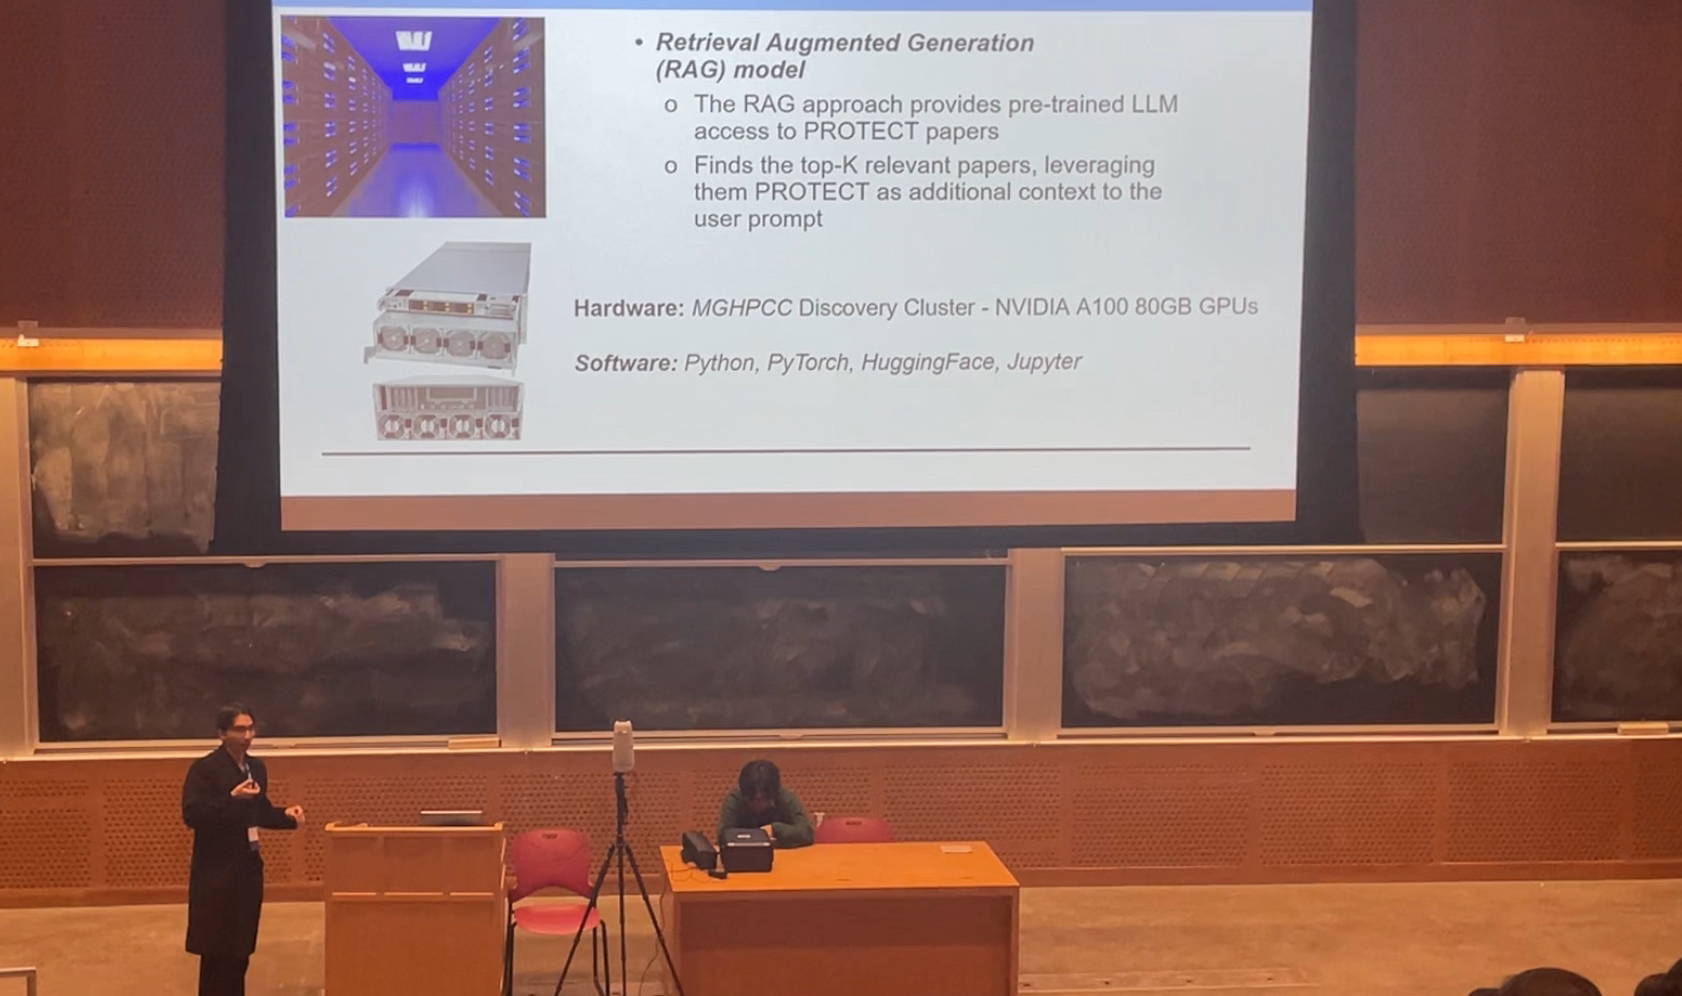 • Retrieval Augmented Generation
(RAG) model
o The RAG approach provides pre-trained LLM
access to PROTECT papers
o Finds the top-K relevant papers, leveraging
them PROTECT as additional context to the
user prompt
Hardware: MGHPCC Discovery Cluster - NVIDIA A100 80GB GPUs
Software: Python, PyTorch, HuggingFace, Jupyter